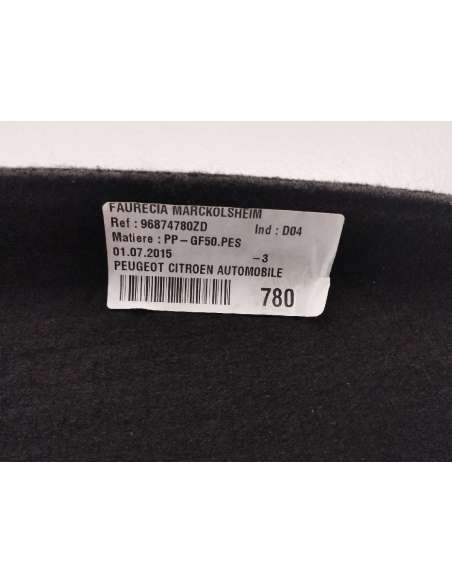 FAURECIA MARCKOLSHEIM
Ref : 96874780ZD Ind : D04
Matiere : PP-GF50.PES
01.07.2015 -3
PEUGEOT CITROEN AUTOMOBILE
780